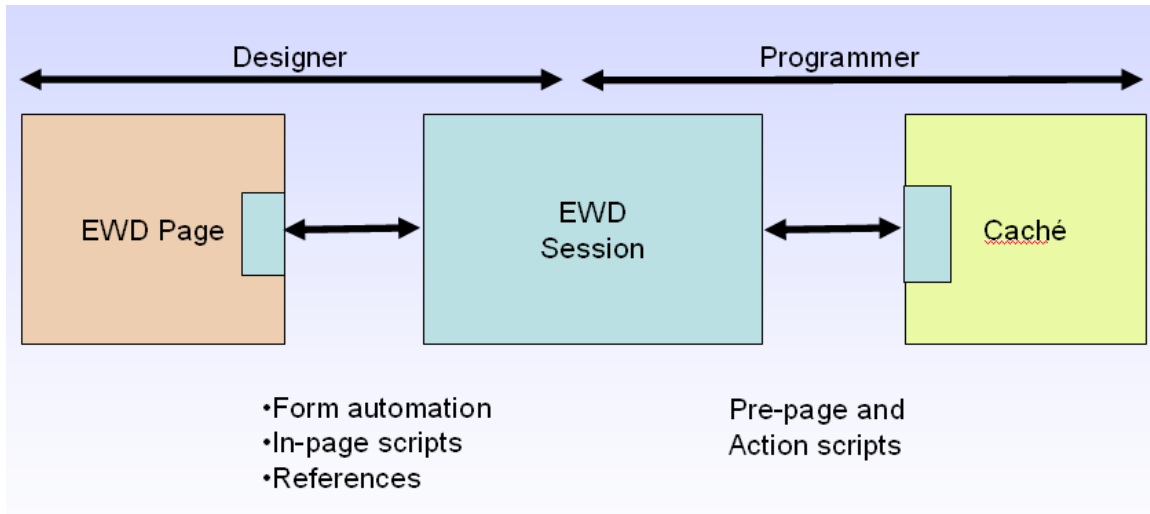 Designer
Programmer
EWD Page
EWD
Session
Caché
•Form automation
•In-page scripts
•References
Pre-page and
Action scripts